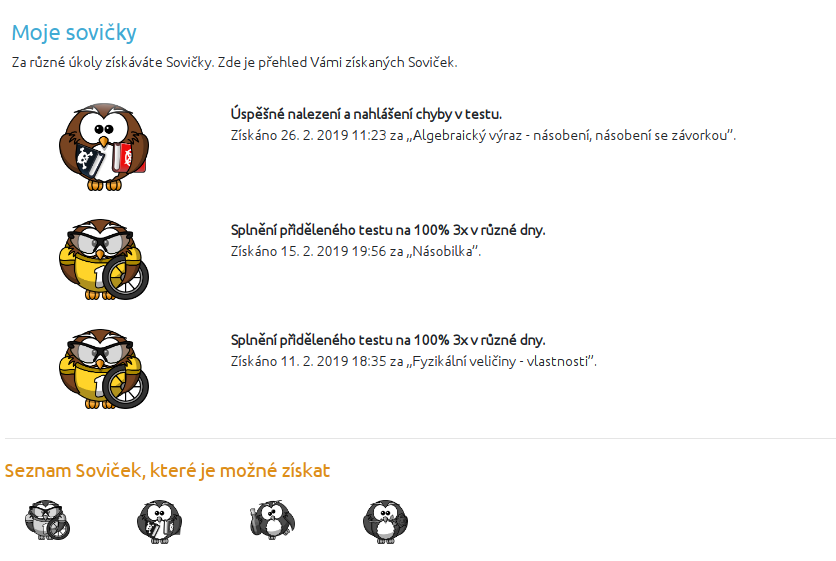 Moje sovičky
Za různé úkoly získáváte Sovičky. Zde je přehled Vámi získaných Soviček.
Úspěšné nalezení a nahlášení chyby v testu.
Získáno 26. 2. 2019 11:23 za „Algebraický výraz - násobení, násobení se závorkou“.
Splnění přiděleného testu na 100% 3x v různé dny.
Získáno 15. 2. 2019 19:56 za „Násobilka“.
Splnění přiděleného testu na 100% 3x v různé dny.
Získáno 11. 2. 2019 18:35 za „Fyzikální veličiny - vlastnosti“.
Seznam Soviček, které je možné získat